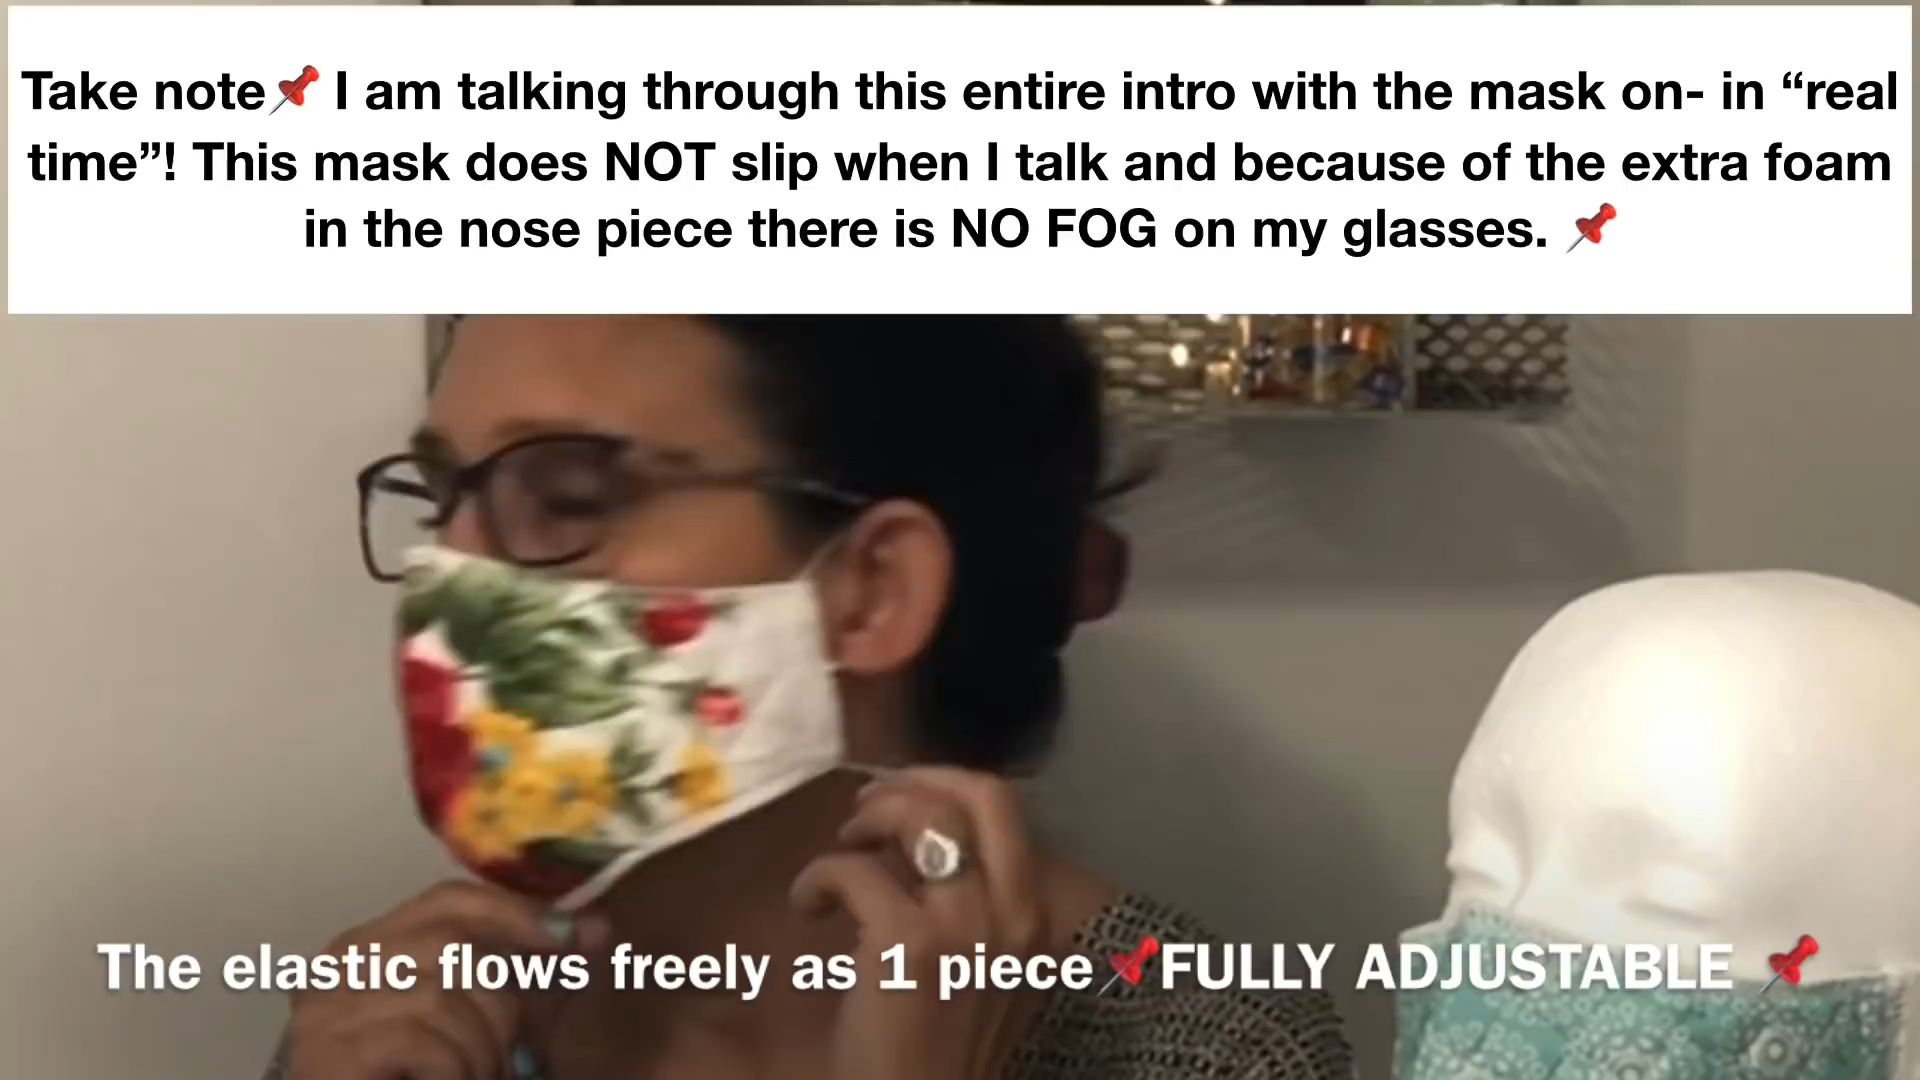 Take note📌 I am talking through this entire intro with the mask on- in “real
time”! This mask does NOT slip when I talk and because of the extra foam
in the nose piece there is NO FOG on my glasses. 📌
The elastic flows freely as 1 piece📌FULLY ADJUSTABLE 📌